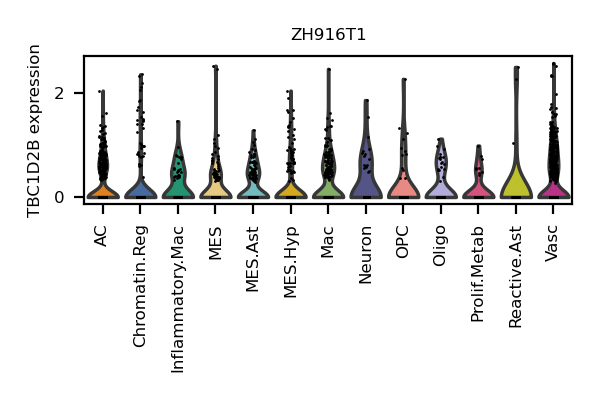 ZH916T1
TBC1D2B expression
2
0
AC
Chromatin.Reg
Inflammatory.Mac
MES
MES.Ast
MES.Hyp
Mac
Neuron
OPC
Oligo
Prolif.Metab
Reactive.Ast
Vasc